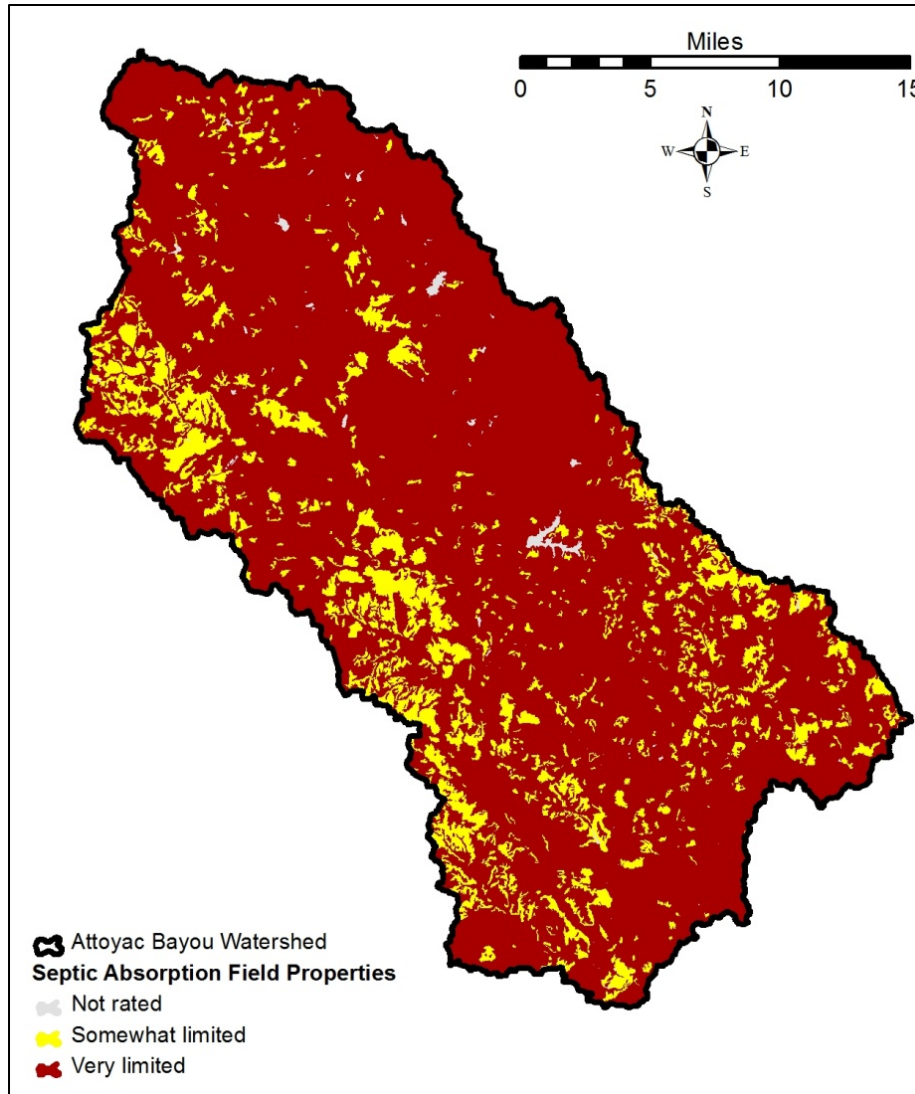 Miles
0 5 10 15
N
W E
S
Attoyac Bayou Watershed
Septic Absorption Field Properties
Not rated
Somewhat limited
Very limited